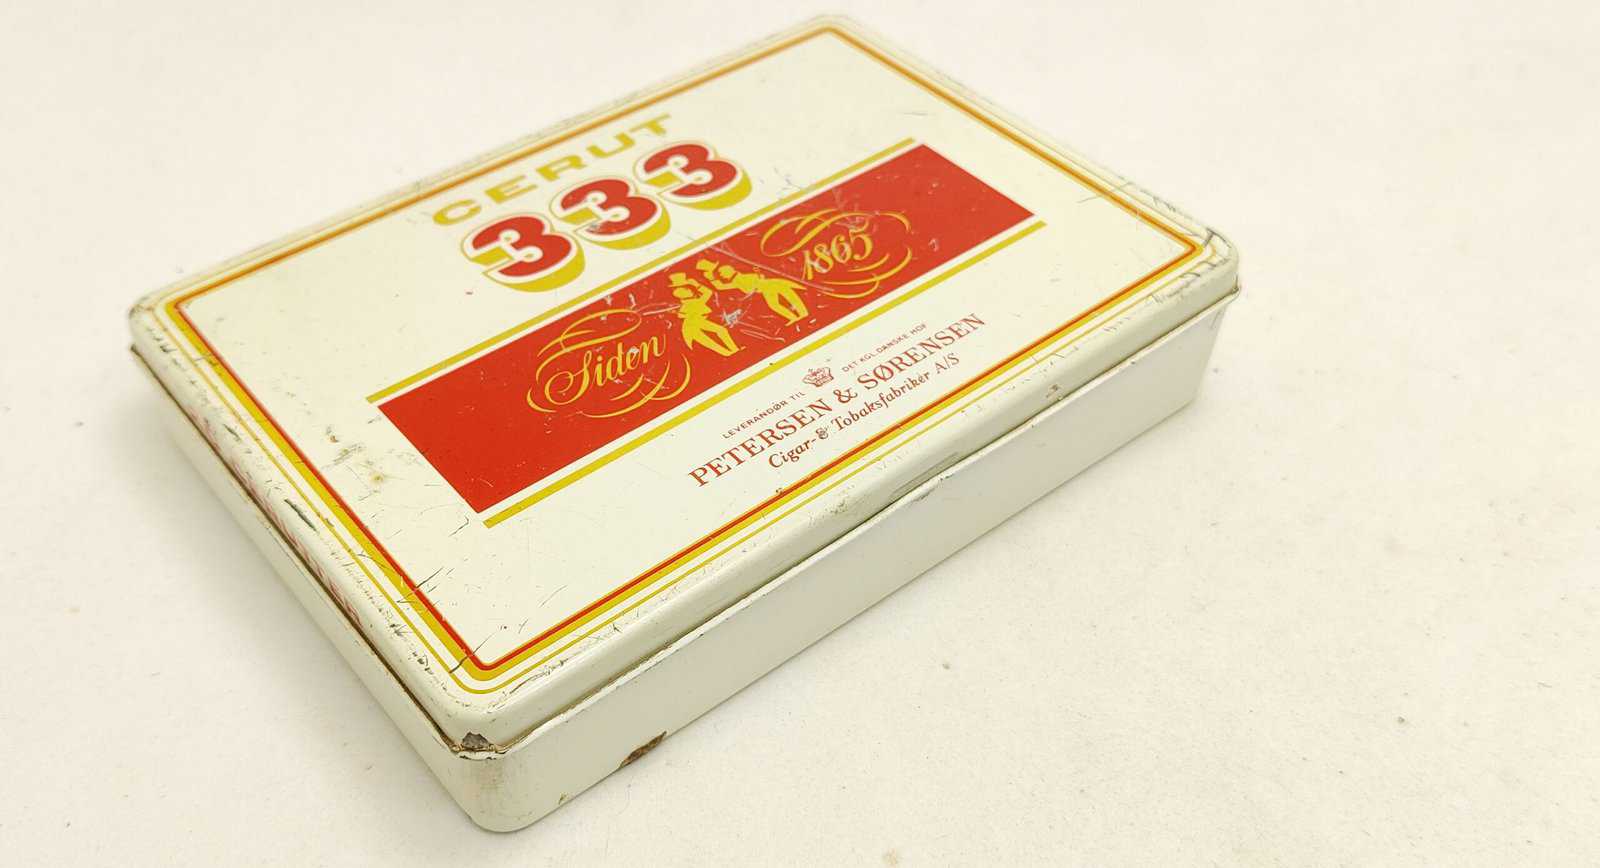 CERUT
333
Siden 1865
LEVERANDØR TIL DET KGL. DANSKE HOF
PETERSEN & SØRENSEN
Cigar- & Tobaksfabriker A/S